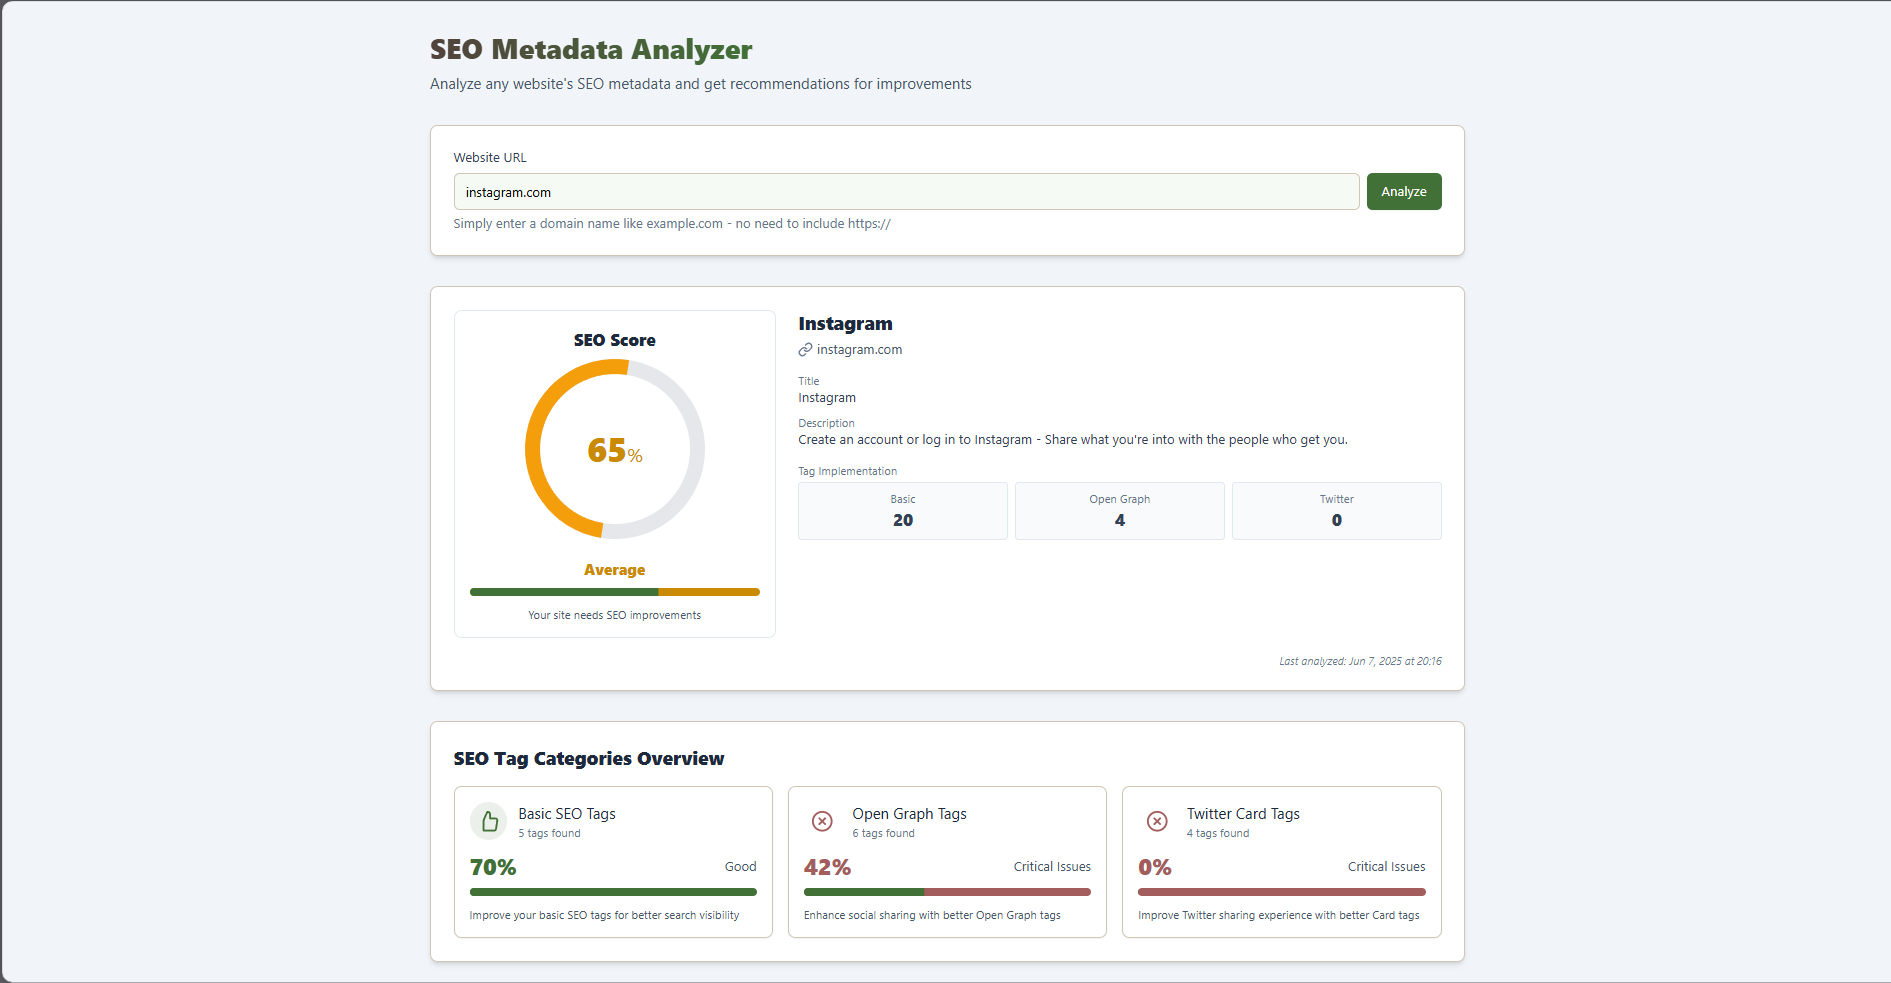 SEO Metadata Analyzer
Analyze any website's SEO metadata and get recommendations for improvements
Website URL
instagram.com
Analyze
Simply enter a domain name like example.com - no need to include https://
SEO Score
65%
Average
Your site needs SEO improvements
Instagram
instagram.com
Title
Instagram
Description
Create an account or log in to Instagram - Share what you're into with the people who get you.
Tag Implementation
Basic
20
Open Graph
4
Twitter
0
Last analyzed: Jun 7, 2025 at 20:16
SEO Tag Categories Overview
Basic SEO Tags
5 tags found
70%
Good
Improve your basic SEO tags for better search visibility
Open Graph Tags
6 tags found
42%
Critical Issues
Enhance social sharing with better Open Graph tags
Twitter Card Tags
4 tags found
0%
Critical Issues
Improve Twitter sharing experience with better Card tags